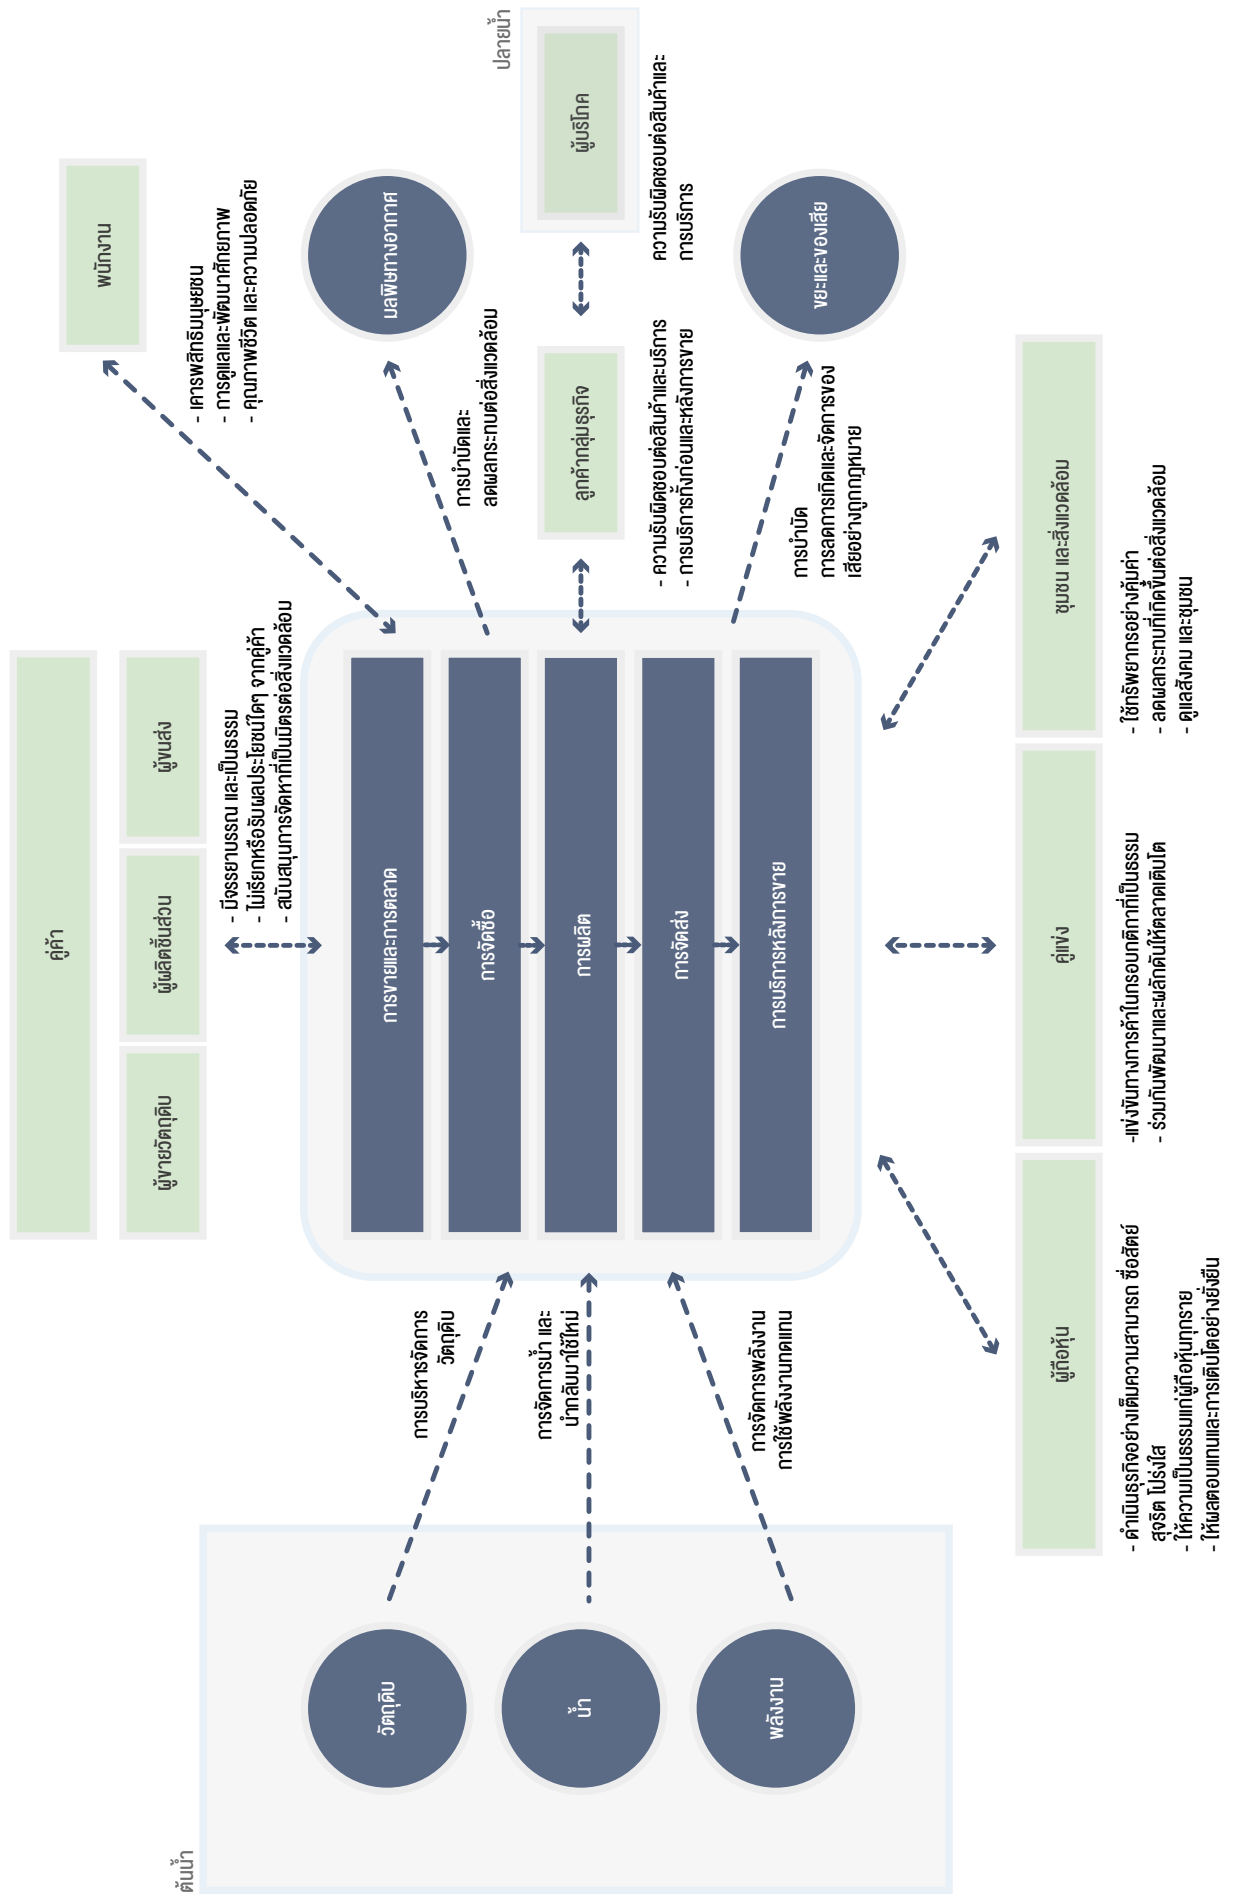 คู่ค้า
ผู้ขายวัตถุดิบ
ผู้ผลิตชิ้นส่วน
ผู้ขนส่ง
พนักงาน
- มีจรรยาบรรณ และเป็นธรรม
- ไม่เรียกหรือรับผลประโยชน์ใดๆ จากคู่ค้า
- สนับสนุนการจัดหาที่เป็นมิตรต่อสิ่งแวดล้อม
- เคารพสิทธิมนุษยชน
- การดูแลและพัฒนาศักยภาพ
- คุณภาพชีวิต และความปลอดภัย
ต้นน้ำ
วัตถุดิบ
น้ำ
พลังงาน
การบริหารจัดการ
วัตถุดิบ
การจัดการน้ำ และ
นำกลับมาใช้ใหม่
การจัดการพลังงาน
การใช้พลังงานทดแทน
การขายและการตลาด
การจัดซื้อ
การผลิต
การจัดส่ง
การบริการหลังการขาย
มลพิษทางอากาศ
การบำบัดและ
ลดผลกระทบต่อสิ่งแวดล้อม
ลูกค้ากลุ่มธุรกิจ
- ความรับผิดชอบต่อสินค้าและบริการ
- การบริการทั้งก่อนและหลังการขาย
ปลายน้ำ
ผู้บริโภค
ความรับผิดชอบต่อสินค้าและ
การบริการ
การบำบัด
การลดการเกิดและจัดการของ
เสียอย่างถูกกฎหมาย
ขยะและของเสีย
ผู้ถือหุ้น
- ดำเนินธุรกิจอย่างเต็มความสามารถ ซื่อสัตย์
สุจริต โปร่งใส
- ให้ความเป็นธรรมแก่ผู้ถือหุ้นทุกราย
- ให้ผลตอบแทนและการเติบโตอย่างยั่งยืน
คู่แข่ง
-แข่งขันทางการค้าในกรอบกติกาที่เป็นธรรม
- ร่วมกันพัฒนาและผลักดันให้ตลาดเติบโต
ชุมชน และสิ่งแวดล้อม
- ใช้ทรัพยากรอย่างคุ้มค่า
- ลดผลกระทบที่เกิดขึ้นต่อสิ่งแวดล้อม
- ดูแลสังคม และชุมชน